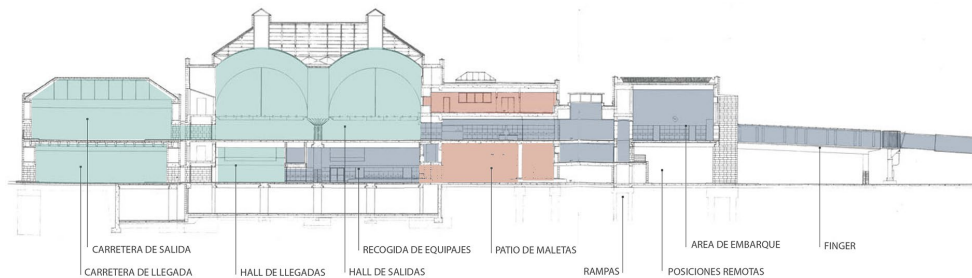 CARRETERA DE SALIDA
RECOGIDA DE EQUIPAJES
PATIO DE MALETAS
AREA DE EMBARQUE
FINGER
CARRETERA DE LLEGADA
HALL DE LLEGADAS
HALL DE SALIDAS
RAMPAS
POSICIONES REMOTAS